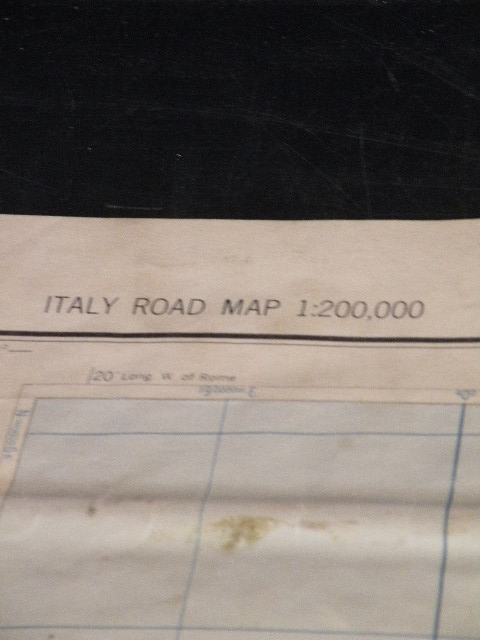 ITALY ROAD MAP 1:200,000
20' Long. W. of Rome